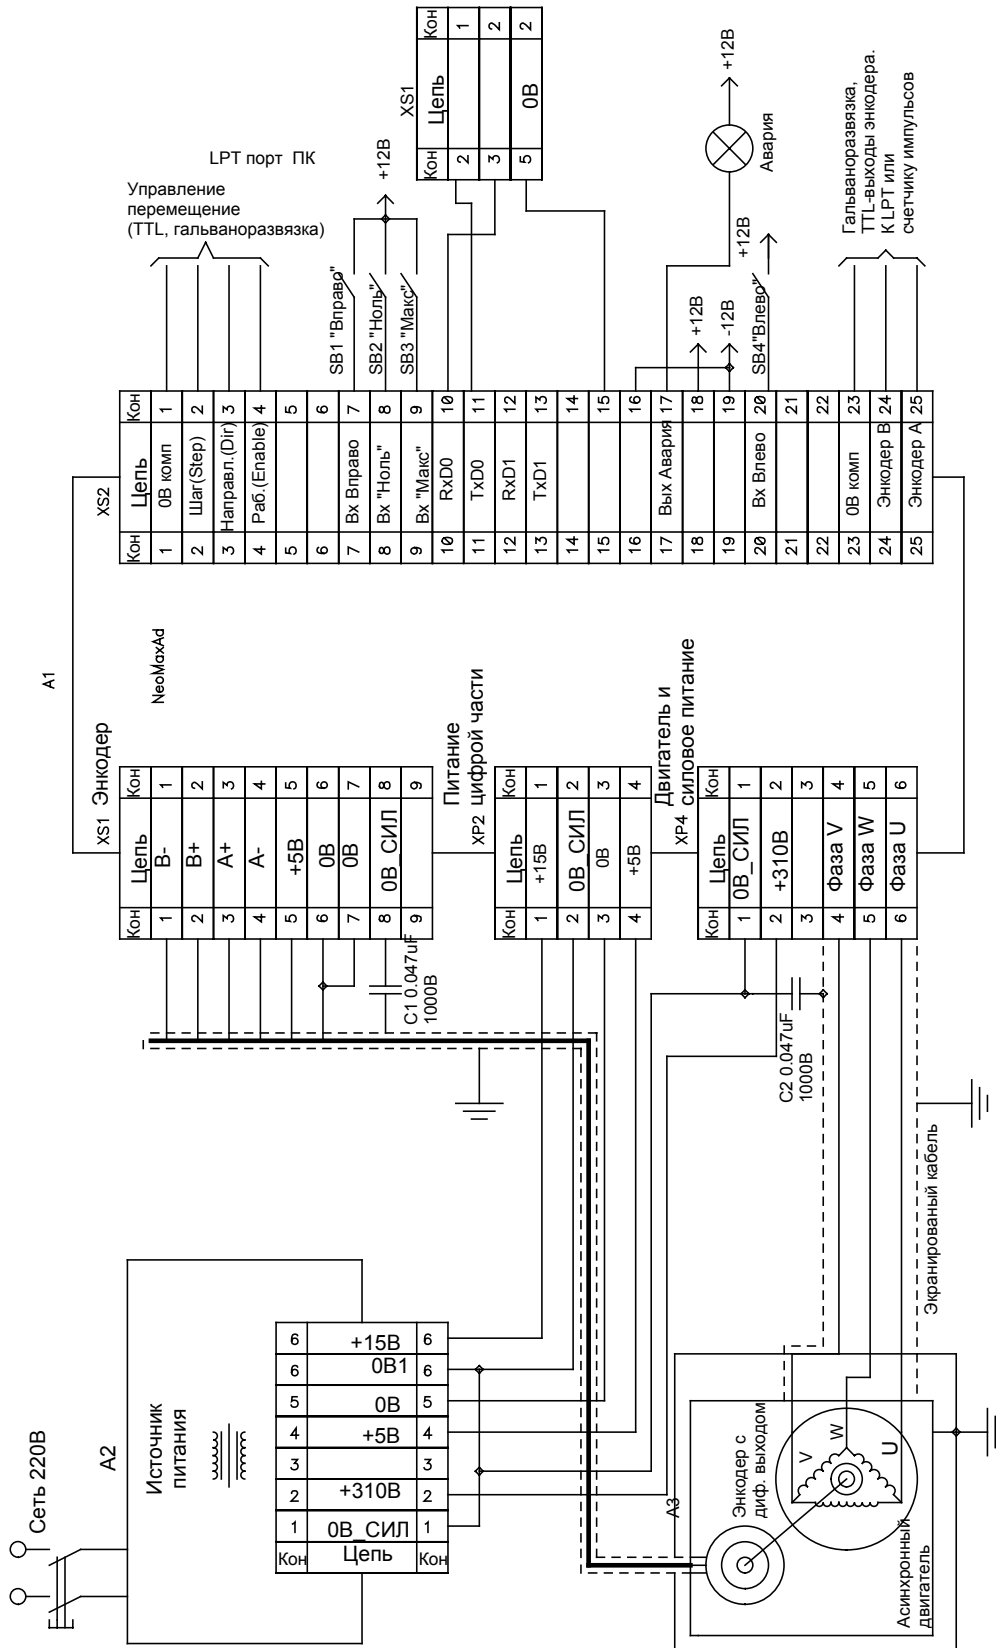 XS1
Кон
Цепь
Кон
2
1
3
2
5
0В
2
LPT порт ПК
Управление
перемещение
(TTL, гальваноразвязка)
+12В
SB1 "Вправо"
SB2 "Ноль"
SB3 "Макс"
+12В
Авария
+12В
SB4"Влево"
+12В
-12В
Гальваноразвязка,
TTL-выходы энкодера.
К LPT или
счетчику импульсов
A1
NeoMaxAd
XS2
Кон
Цепь
Кон
1
0В комп
1
2
Шаг(Step)
2
3
Направл.(Dir)
3
4
Раб.(Enable)
4
5
5
6
6
7
Вх Вправо
7
8
Вх "Ноль"
8
9
Вх "Макс"
9
10
RxD0
10
11
TxD0
11
12
RxD1
12
13
TxD1
13
14
14
15
15
16
16
17
Вых Авария
17
18
18
19
19
20
Вх Влево
20
21
21
22
22
23
0В комп
23
24
Энкодер B
24
25
Энкодер A
25
XS1 Энкодер
Кон
Цепь
Кон
1
B-
1
2
B+
2
3
A+
3
4
A-
4
5
+5В
5
6
0В
6
7
0В
7
8
0В_СИЛ
8
9
9
C1 0.047uF
1000В
Питание
XP2 цифрой части
Кон
Цепь
Кон
1
+15В
1
2
0В_СИЛ
2
3
0В
3
4
+5В
4
Двигатель и
XP4 силовое питание
Кон
Цепь
Кон
1
0В_СИЛ
1
2
+310В
2
3
3
4
Фаза V
4
5
Фаза W
5
6
Фаза U
6
C2 0.047uF
1000В
Экранированый кабель
Сеть 220В
A2
Источник
питания
6
+15В
6
6
0В1
6
5
0В
5
4
+5В
4
3
3
2
+310В
2
1
0В_СИЛ
1
Кон
Цепь
Кон
A3
Энкодер с
диф. выходом
V
W
U
Асинхронный
двигатель